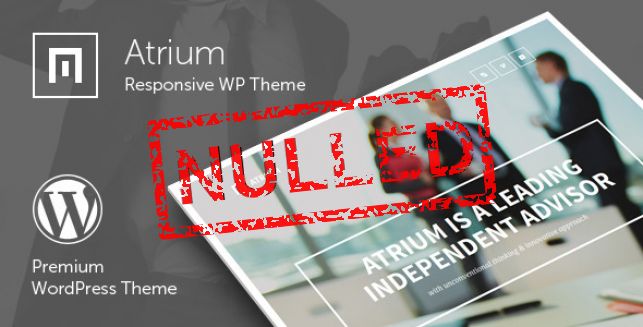 Atrium
Responsive WP Theme
NULLED
ATRIUM IS A LEADING
INDEPENDENT ADVISOR
with unconventional thinking & innovative approach
Premium
WordPress Theme